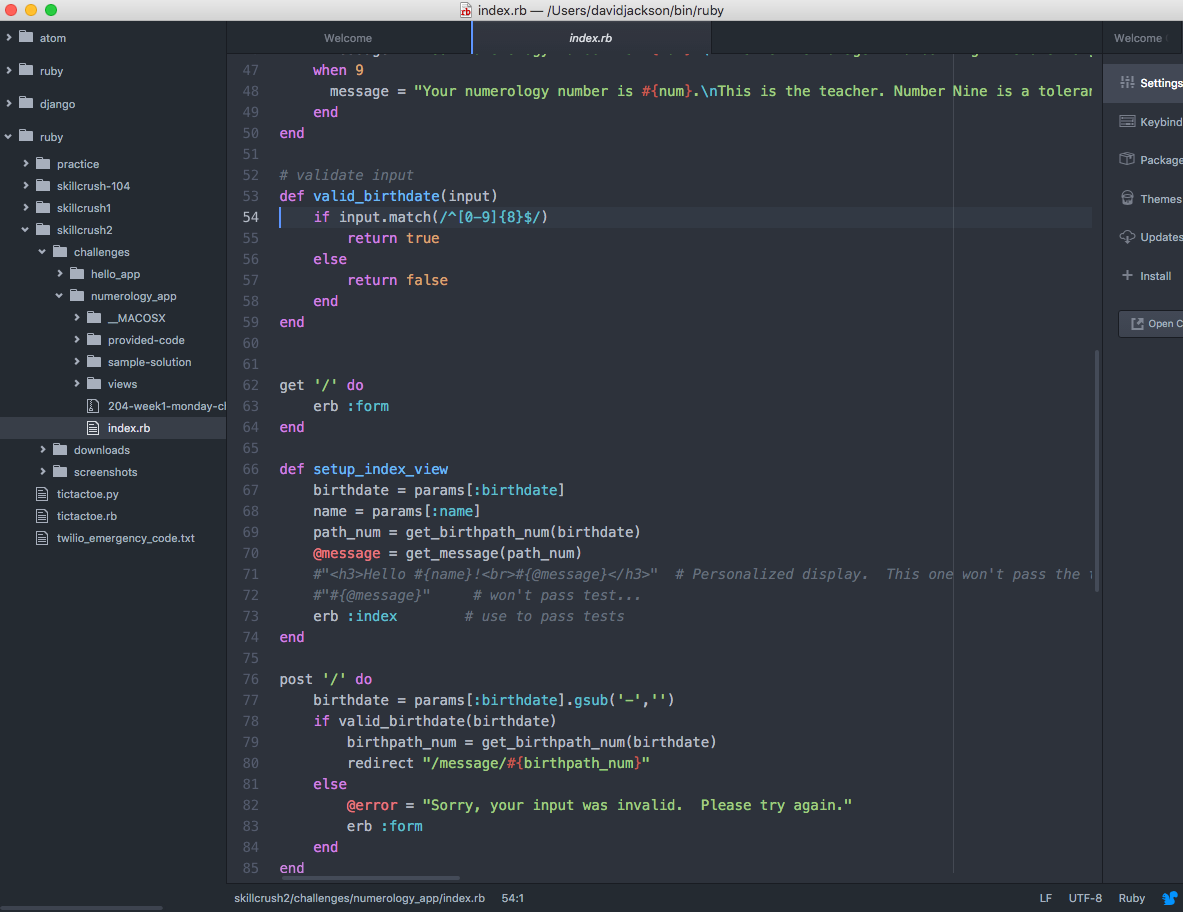 index.rb — /Users/davidjackson/bin/ruby
atom
ruby
django
ruby
practice
skillcrush-104
skillcrush1
skillcrush2
challenges
hello_app
numerology_app
__MACOSX
provided-code
sample-solution
views
204-week1-monday-cl
index.rb
downloads
screenshots
tictactoe.py
tictactoe.rb
twilio_emergency_code.txt
Welcome
index.rb
Welcome
47 when 9
48 message = "Your numerology number is #{num}.\nThis is the teacher. Number Nine is a toleran
49 end
50 end
51
52 # validate input
53 def valid_birthdate(input)
54 if input.match(/^[0-9]{8}$/)
55 return true
56 else
57 return false
58 end
59 end
60
61
62 get '/' do
63 erb :form
64 end
65
66 def setup_index_view
67 birthdate = params[:birthdate]
68 name = params[:name]
69 path_num = get_birthpath_num(birthdate)
70 @message = get_message(path_num)
71 #"<h3>Hello #{name}!<br>#{@message}</h3>"  # Personalized display.  This one won't pass the t
72 #"#{@message}"     # won't pass test...
73 erb :index        # use to pass tests
74 end
75
76 post '/' do
77 birthdate = params[:birthdate].gsub('-','')
78 if valid_birthdate(birthdate)
79 birthpath_num = get_birthpath_num(birthdate)
80 redirect "/message/#{birthpath_num}"
81 else
82 @error = "Sorry, your input was invalid.  Please try again."
83 erb :form
84 end
85 end
Settings
Keybind
Package
Themes
Updates
Install
Open C
skillcrush2/challenges/numerology_app/index.rb 54:1
LF UTF-8 Ruby